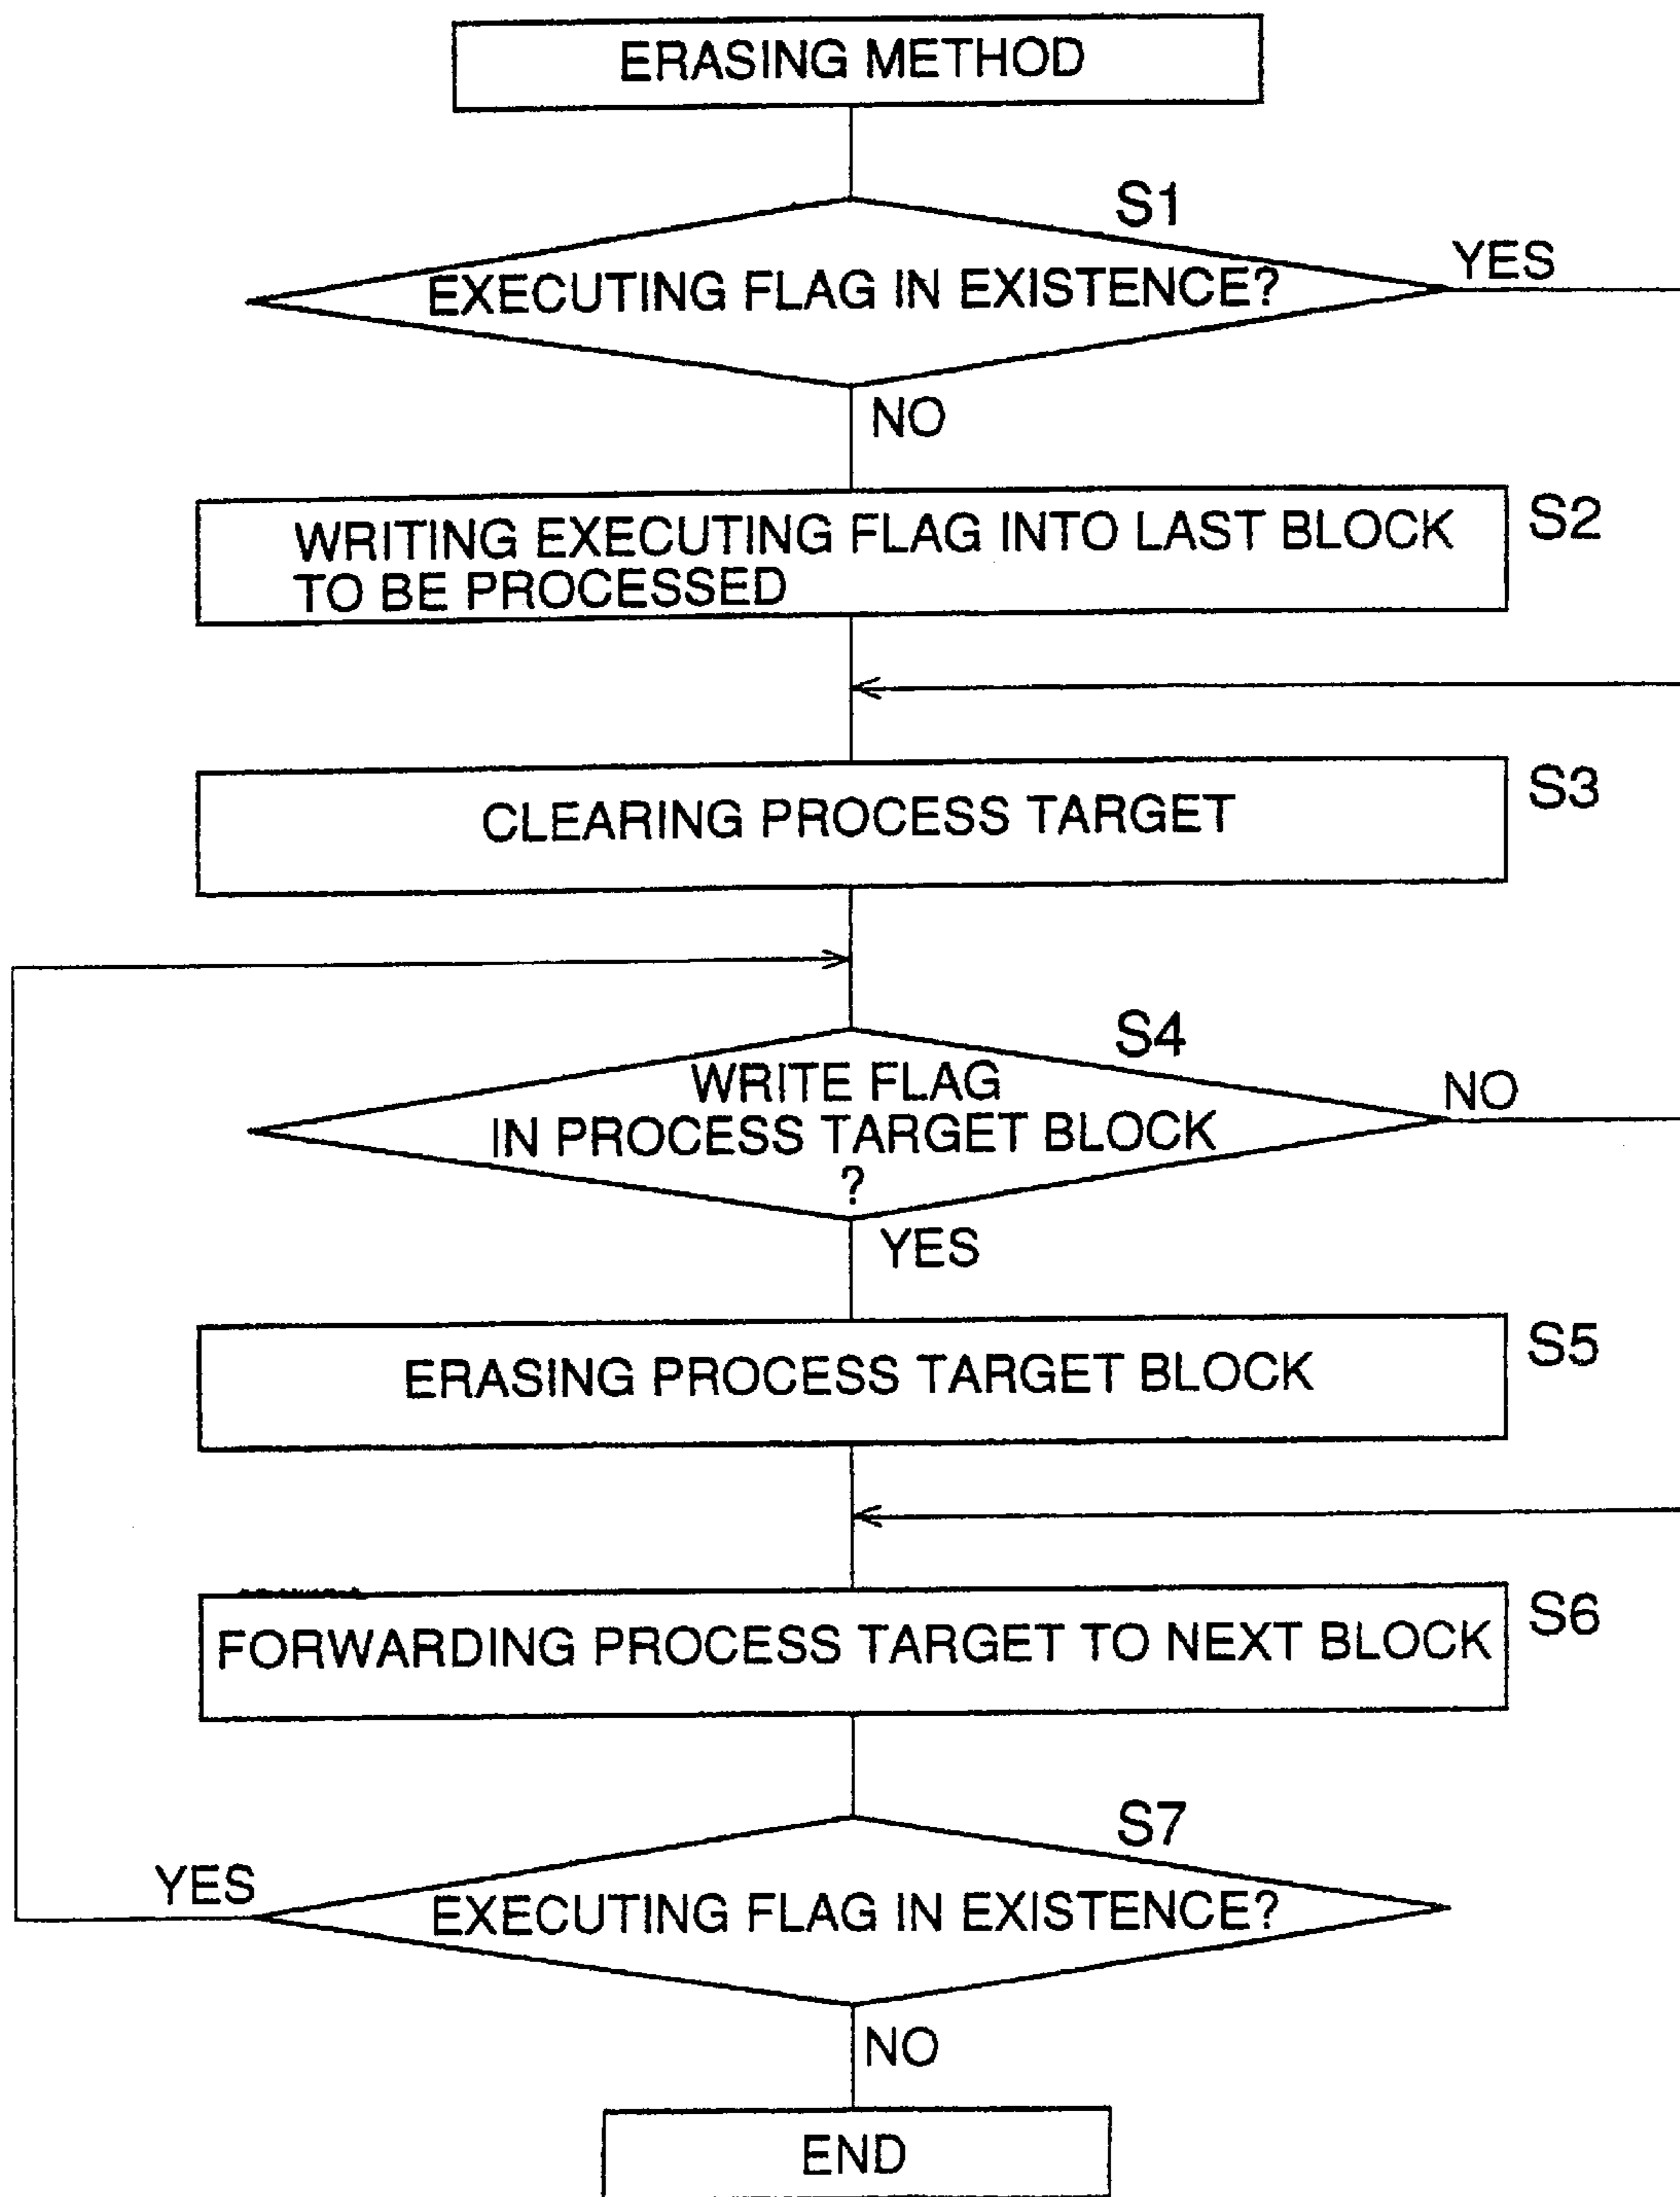 ERASING METHOD
S1
EXECUTING FLAG IN EXISTENCE?
YES
NO
WRITING EXECUTING FLAG INTO LAST BLOCK
TO BE PROCESSED
S2
CLEARING PROCESS TARGET
S3
S4
WRITE FLAG
IN PROCESS TARGET BLOCK
?
NO
YES
ERASING PROCESS TARGET BLOCK
S5
FORWARDING PROCESS TARGET TO NEXT BLOCK
S6
S7
YES
EXECUTING FLAG IN EXISTENCE?
NO
END